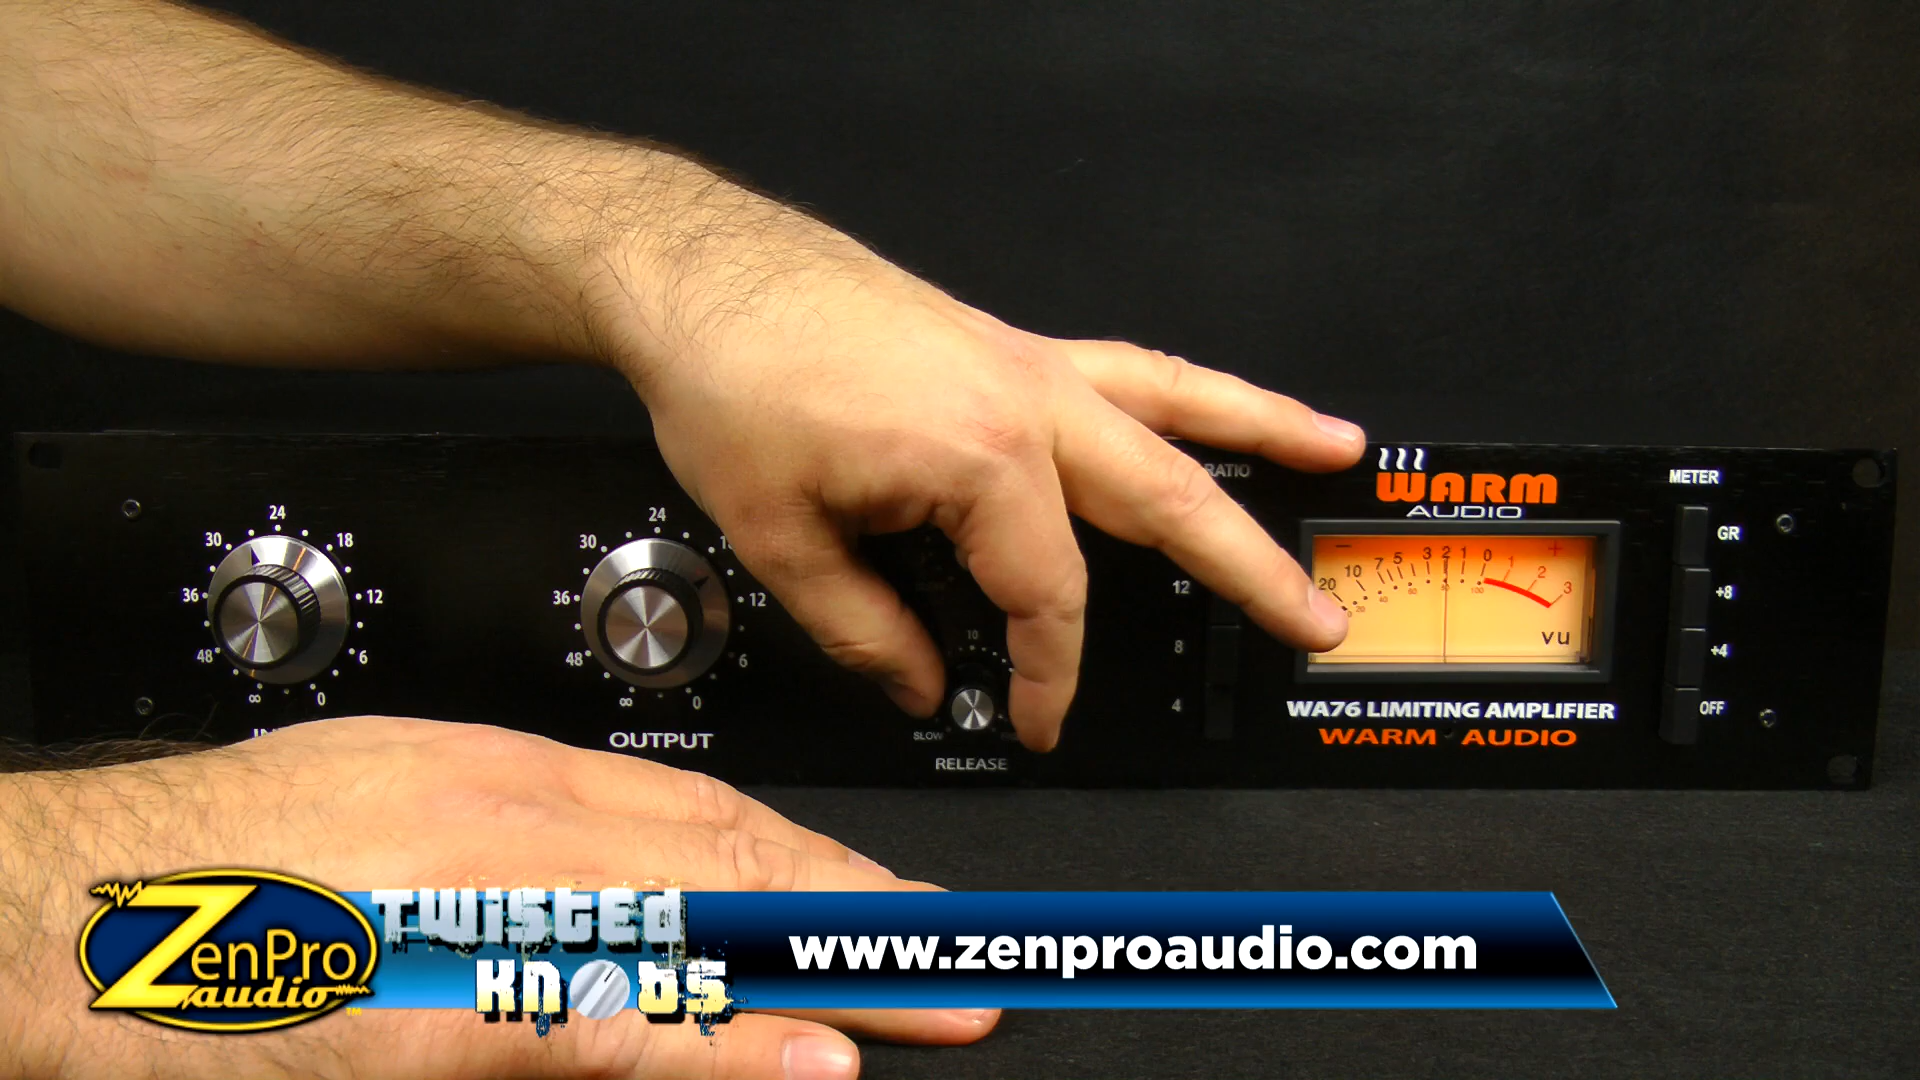 24
30
18
36
12
48
6
∞
0
24
30
36
12
48
6
∞
0
OUTPUT
10
SLOW
RELEASE
RATIO
12
8
4
WARM
AUDIO
- +
20 10 7 5 3 2 1 0 1 2 3
vu
WA76 LIMITING AMPLIFIER
WARM AUDIO
METER
GR
+8
+4
OFF
ZenPro
audio™
TWISTED
KNOBS
www.zenproaudio.com